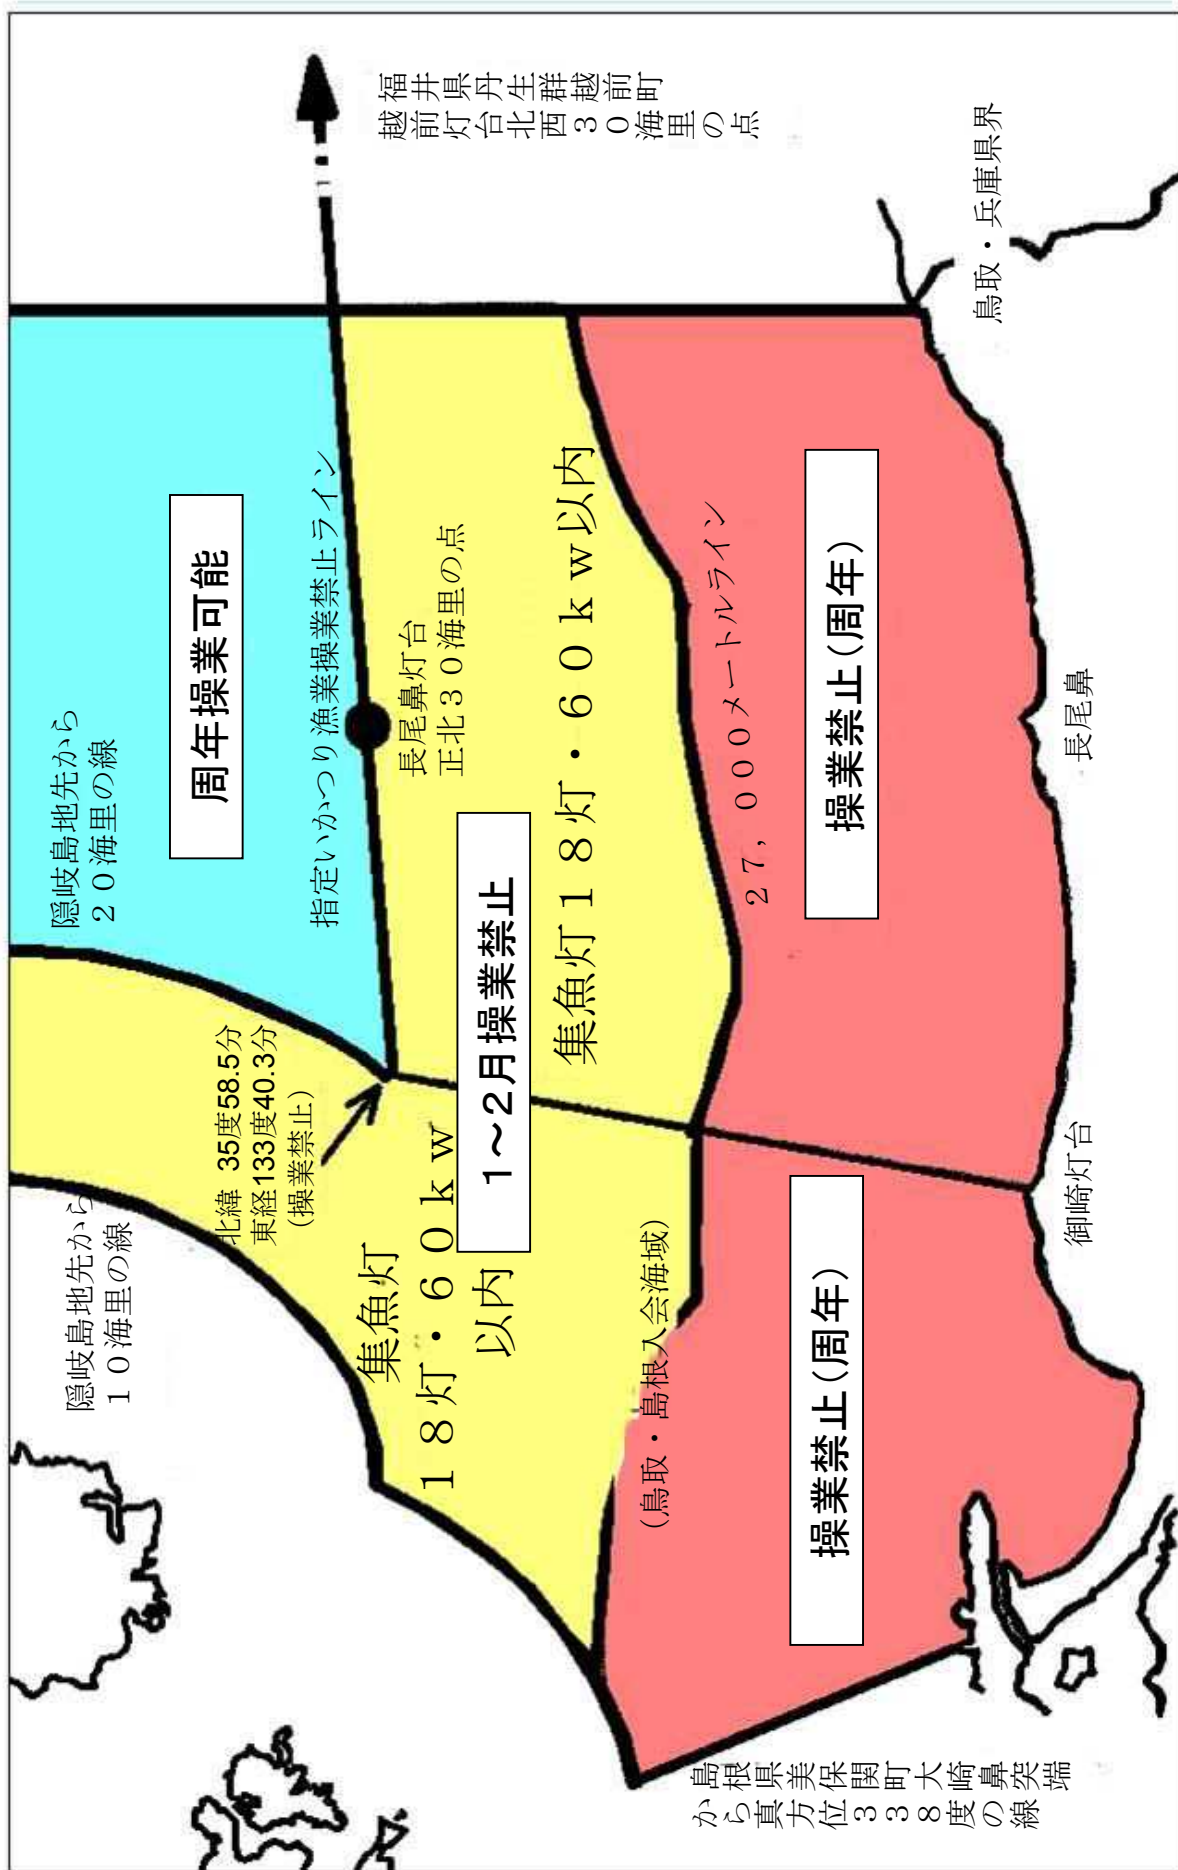 隠岐島地先から
１０海里の線
隠岐島地先から
２０海里の線
周年操業可能
福井県丹生群越前町
越前灯台北西３０海里の点
指定いかつり漁業操業禁止ライン
北緯 35度58.5分
東経133度40.3分
（操業禁止）
長尾鼻灯台
正北３０海里の点
集魚灯
１８灯・６０ｋｗ
以内
1～2月操業禁止
集魚灯１８灯・６０ｋｗ以内
（鳥取・島根入会海域）
２７，０００メートルライン
操業禁止（周年）
操業禁止（周年）
島根県美保関町大崎鼻突端
から真方位３３８度の線
御崎灯台
長尾鼻
鳥取・兵庫県界